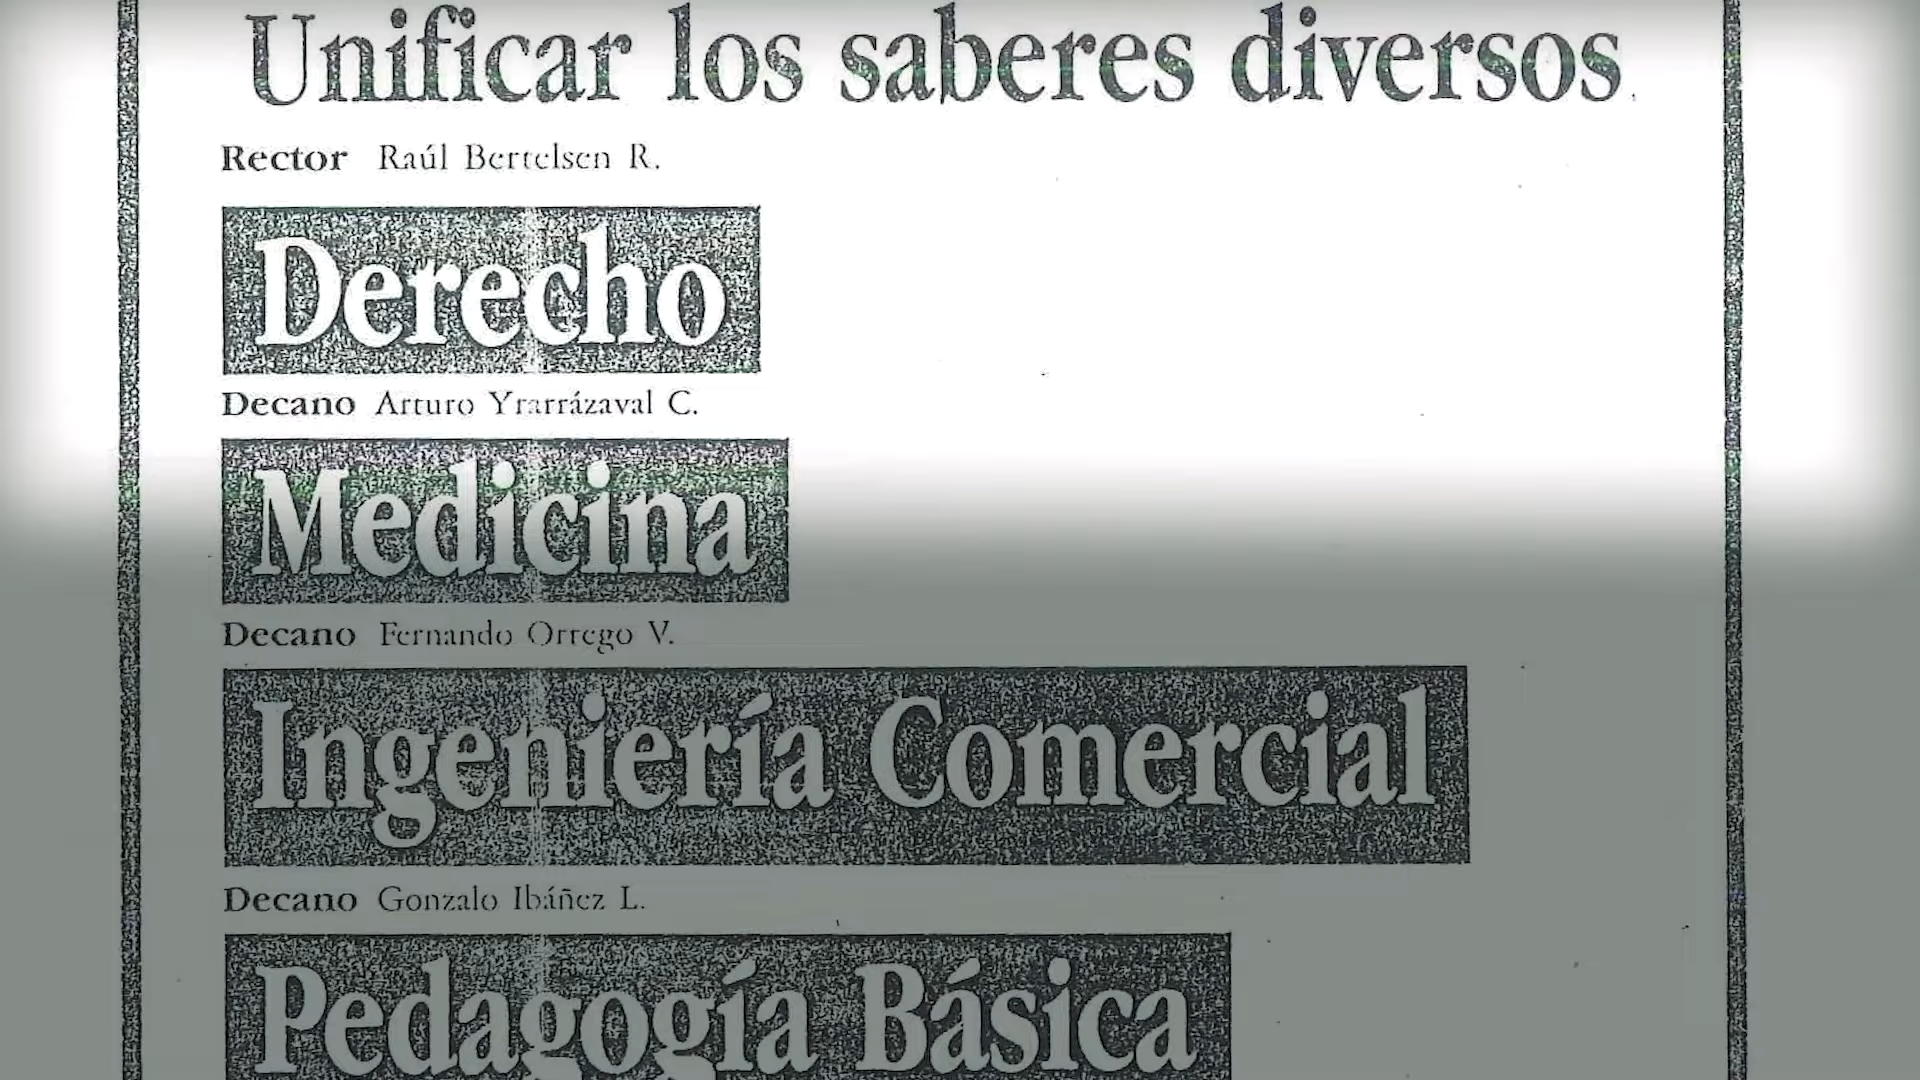 Unificar los saberes diversos
Rector Raúl Bertelsen R.
Derecho
Decano Arturo Yrarrázaval C.
Medicina
Decano Fernando Orrego V.
Ingeniería Comercial
Decano Gonzalo Ibáñez L.
Pedagogía Básica